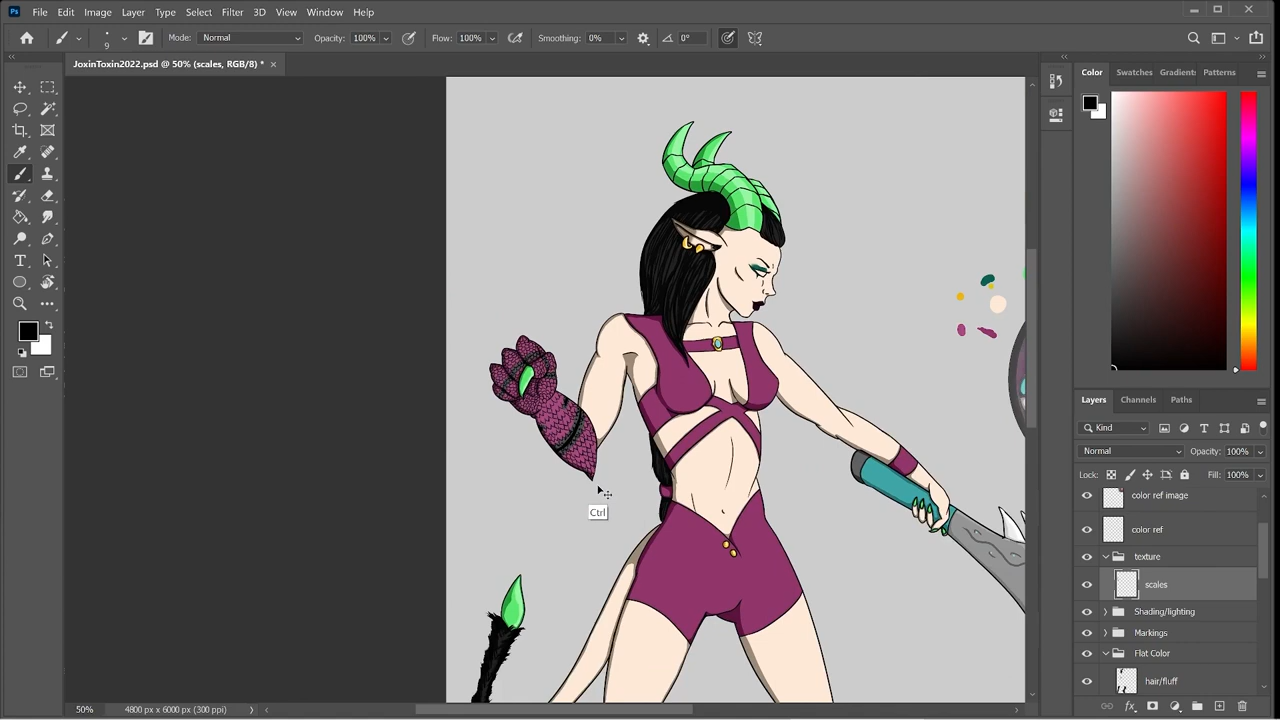 Ps File Edit Image Layer Type Select Filter 3D View Window Help
9 Mode: Normal Opacity: 100% Flow: 100% Smoothing: 0% 0°
JoxinToxin2022.psd @ 50% (scales, RGB/8) *
Color Swatches Gradients Patterns
Ctrl
Layers Channels Paths
Kind
Normal Opacity: 100%
Lock: Fill: 100%
color ref image
color ref
texture
scales
Shading/lighting
Markings
Flat Color
hair/fluff
50% 4800 px x 6000 px (300 ppi)